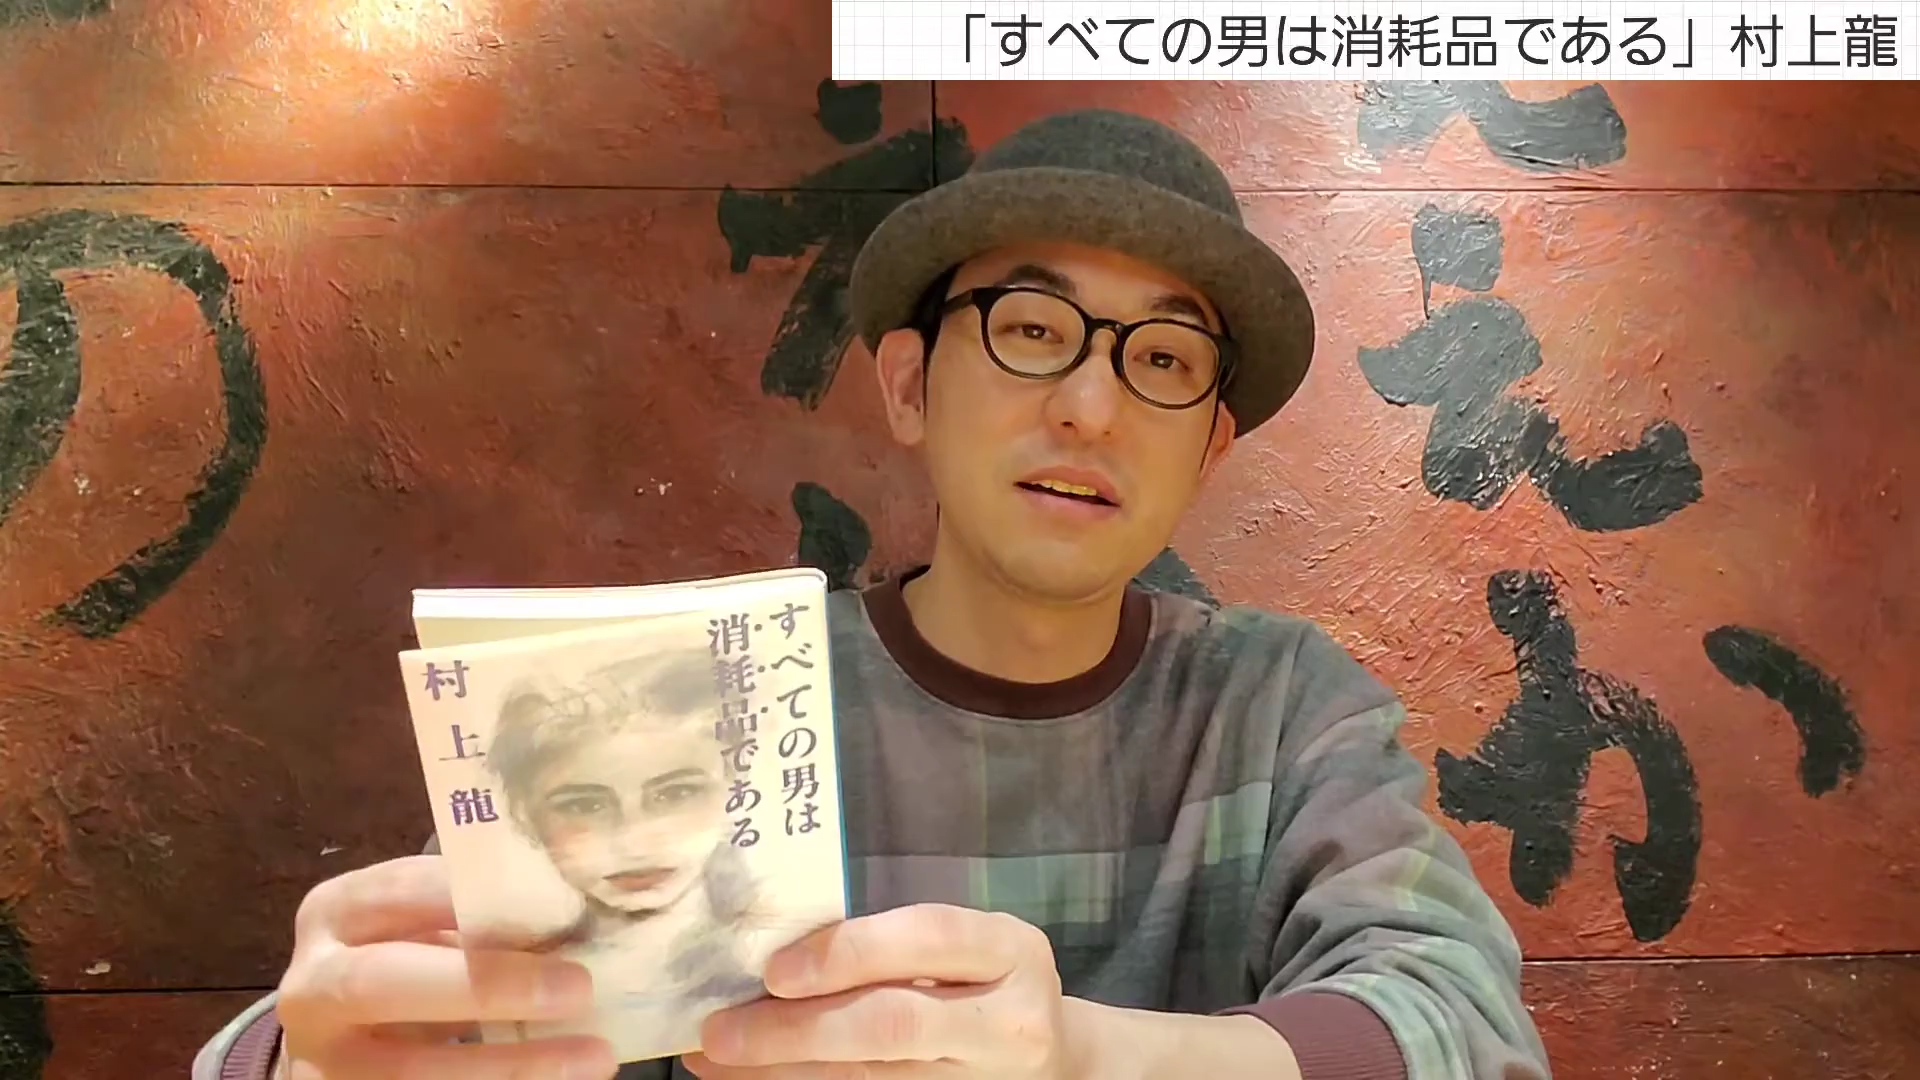 「すべての男は消耗品である」村上龍
すべての男は
消耗品である
村上龍
の